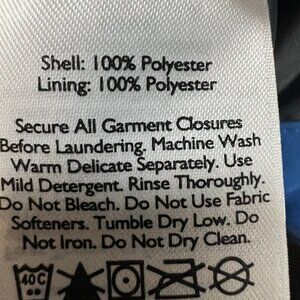 Shell: 100% Polyester
Lining: 100% Polyester
Secure All Garment Closures
Before Laundering. Machine Wash
Warm Delicate Separately. Use
Mild Detergent. Rinse Thoroughly.
Do Not Bleach. Do Not Use Fabric
Softeners. Tumble Dry Low. Do
Not Iron. Do Not Dry Clean.
40C